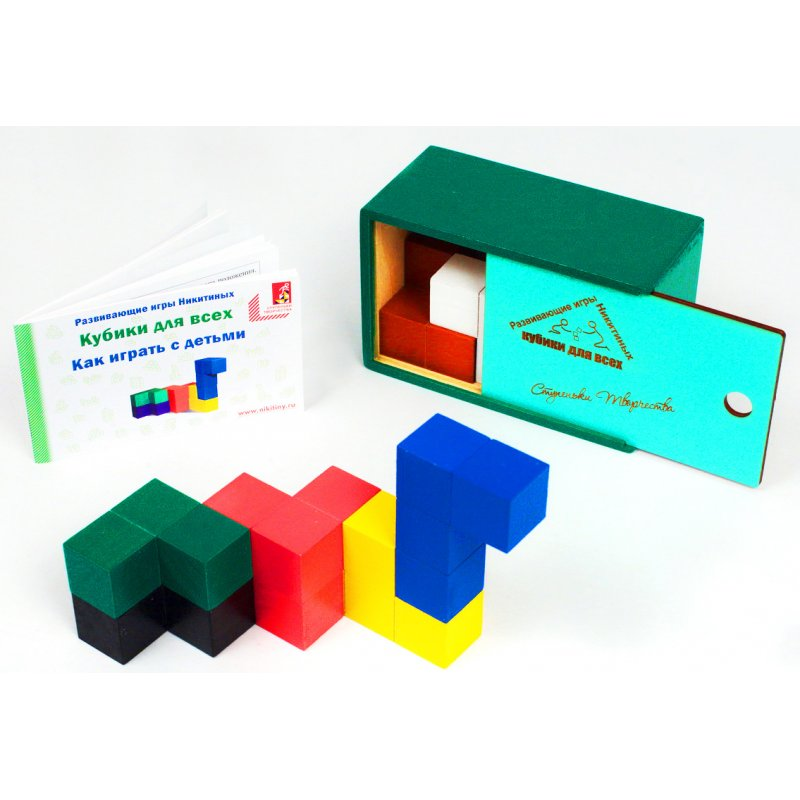 положения,
Развивающие игры Никитиных
Кубики для всех
Как играть с детьми
www.nikitiny.ru
Развивающие игры
Никитиных
кубики для всех
Ступеньки Творчества